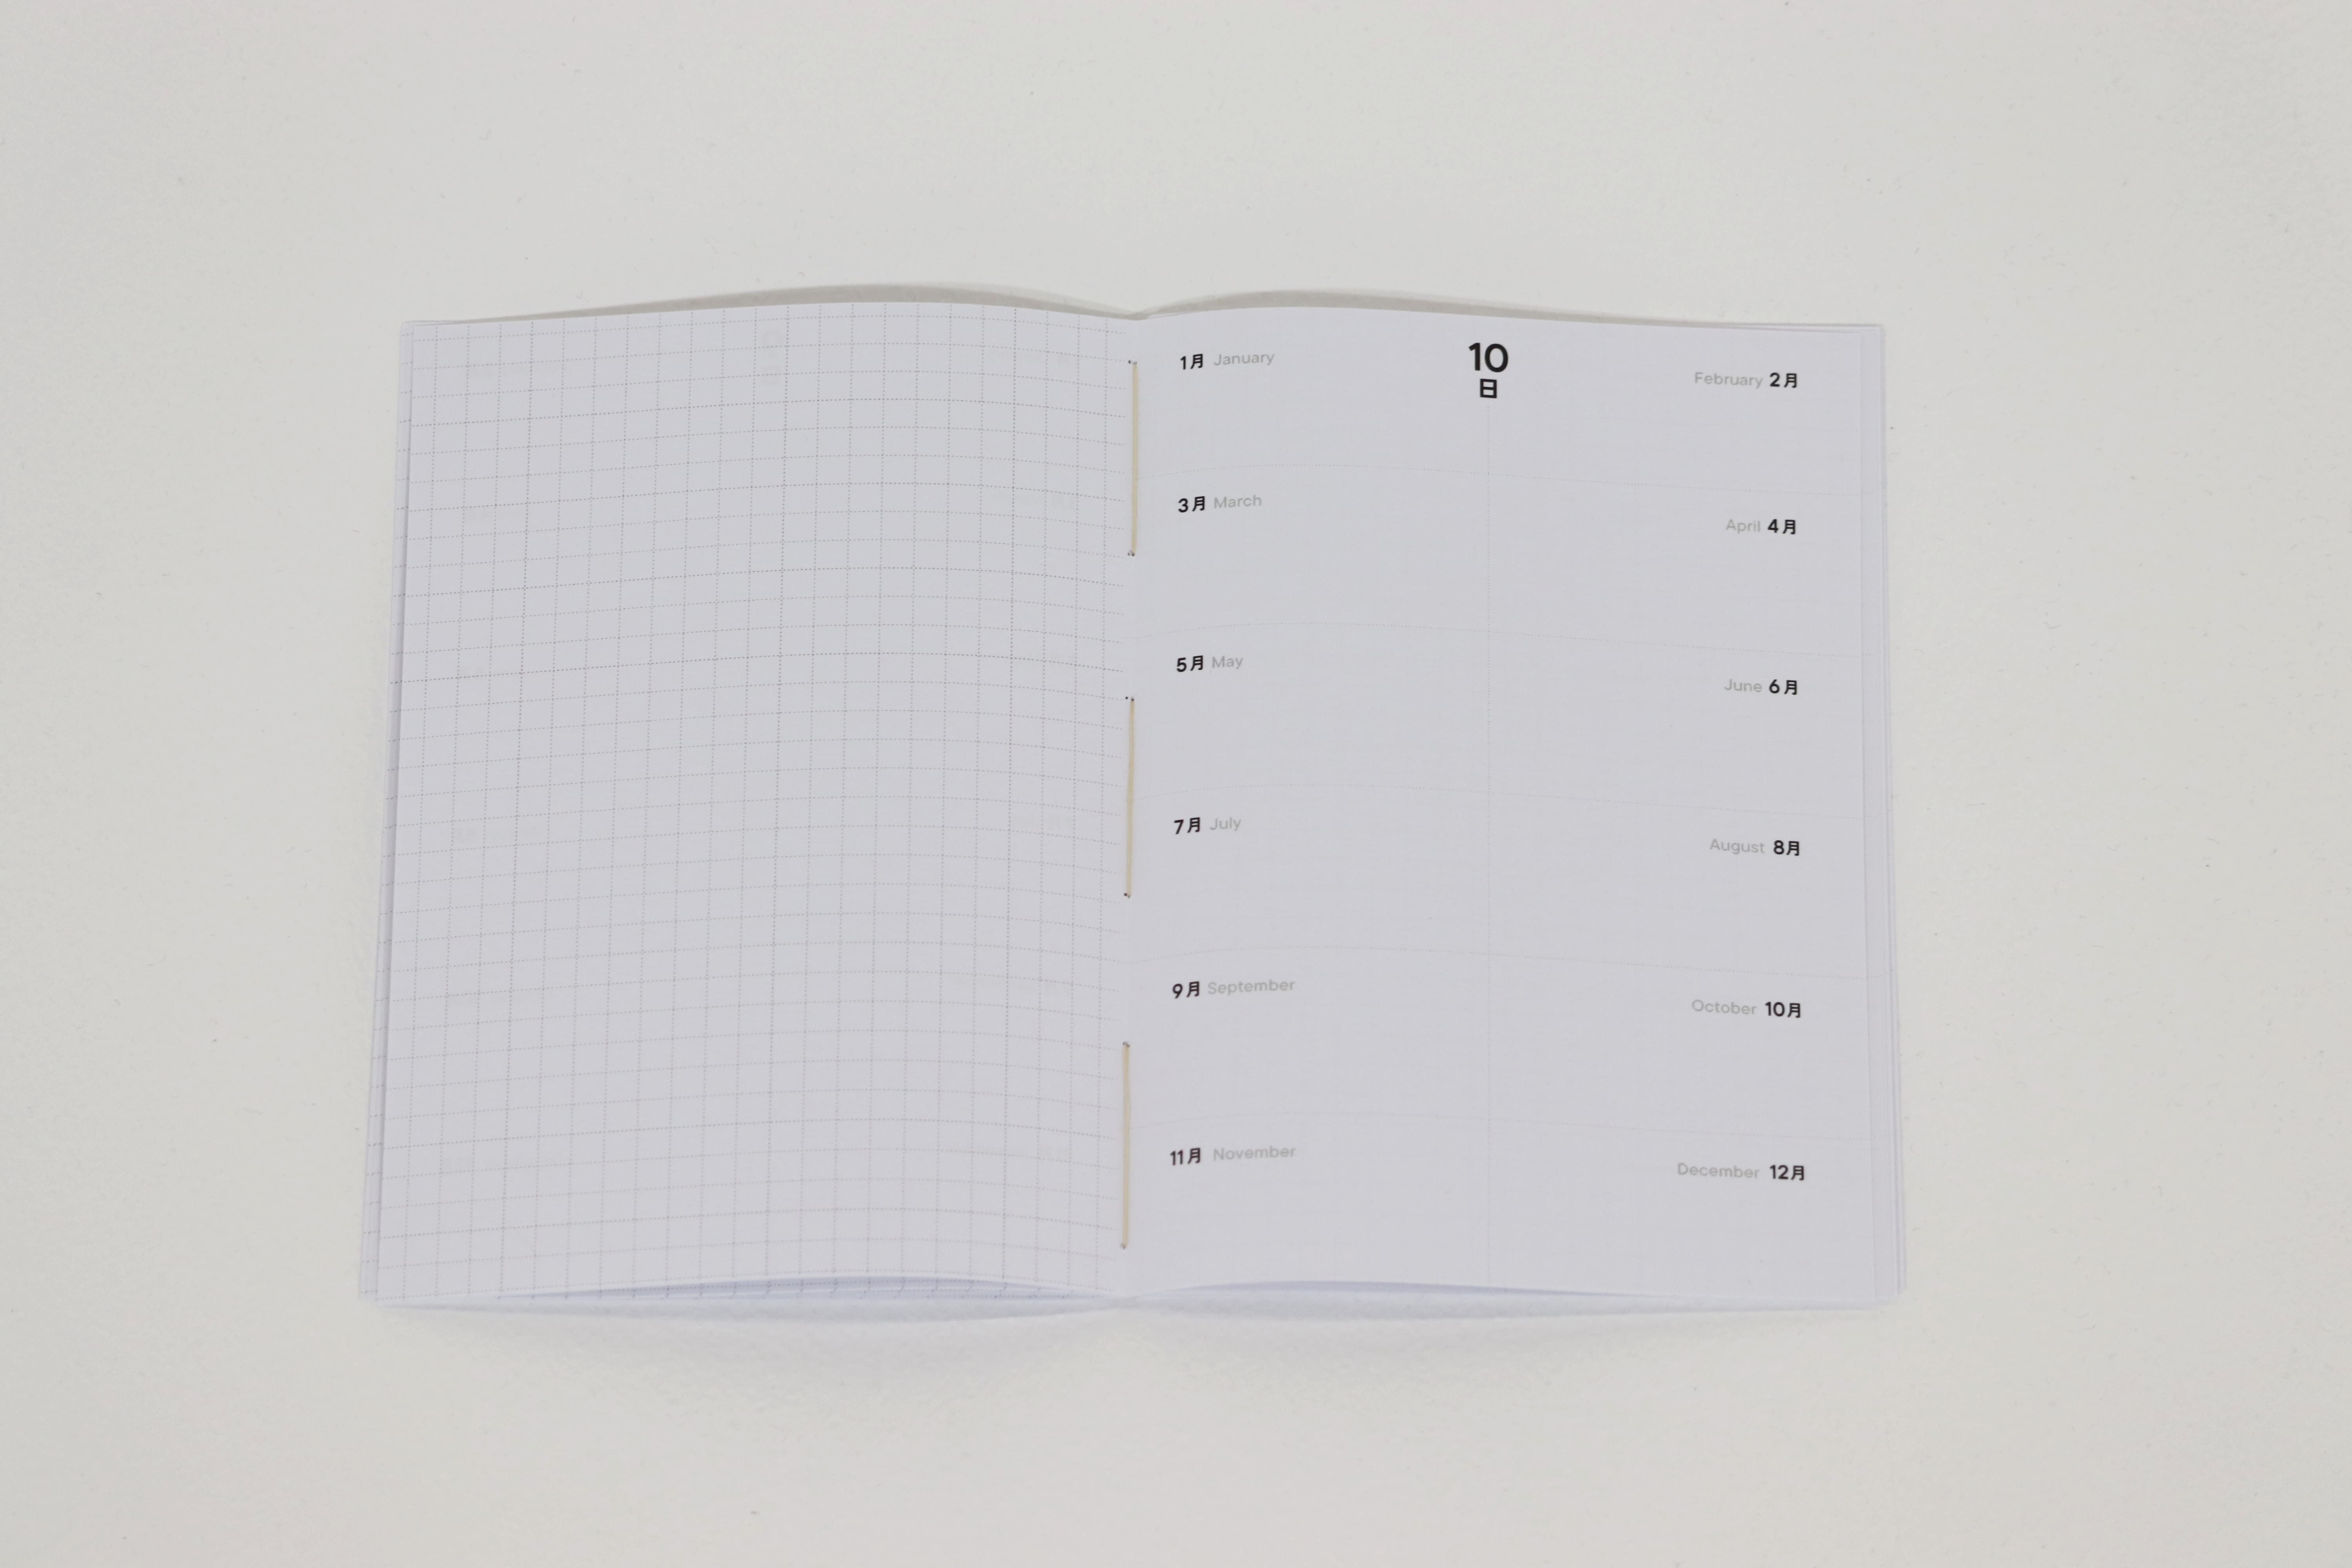 10
日
1月 January
February 2月
3月 March
April 4月
5月 May
June 6月
7月 July
August 8月
9月 September
October 10月
11月 November
December 12月